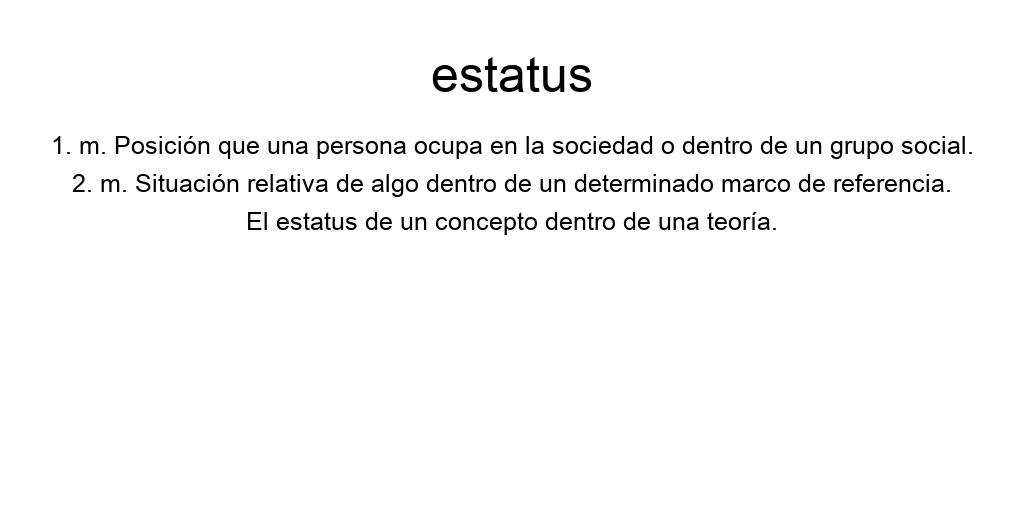 estatus
1. m. Posición que una persona ocupa en la sociedad o dentro de un grupo social.
2. m. Situación relativa de algo dentro de un determinado marco de referencia.
El estatus de un concepto dentro de una teoría.